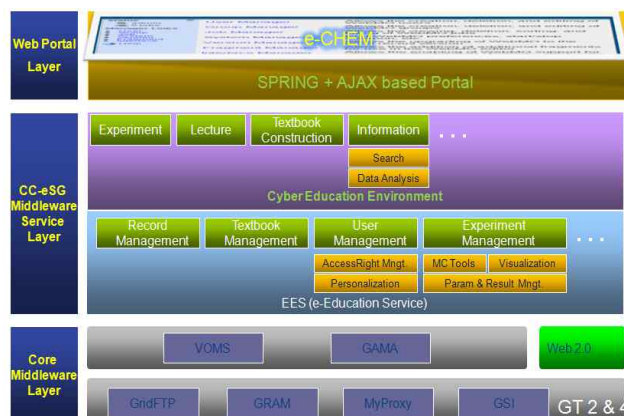 Web Portal
Layer
e-CHEM
SPRING + AJAX based Portal
CC-eSG
Middleware
Service
Layer
Experiment
Lecture
Textbook
Construction
Information
. . .
Search
Data Analysis
Cyber Education Environment
Record
Management
Textbook
Management
User
Management
Experiment
Management
. . .
AccessRight Mngt.
MC Tools
Visualization
Personalization
Param & Result Mngt.
EES (e-Education Service)
Core
Middleware
Layer
VOMS
GAMA
Web 2.0
GridFTP
GRAM
MyProxy
GSI
GT 2 & 4